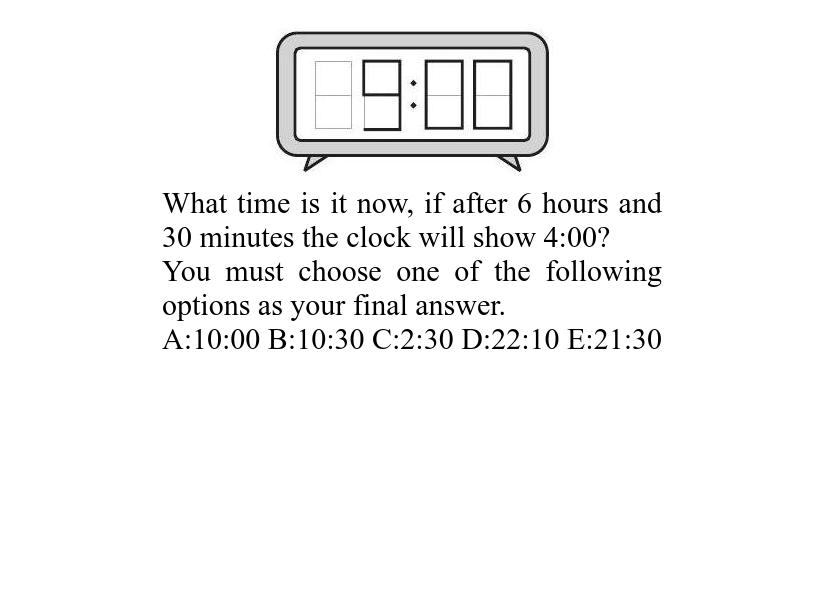 9:00
What time is it now, if after 6 hours and
30 minutes the clock will show 4:00?
You must choose one of the following
options as your final answer.
A:10:00 B:10:30 C:2:30 D:22:10 E:21:30